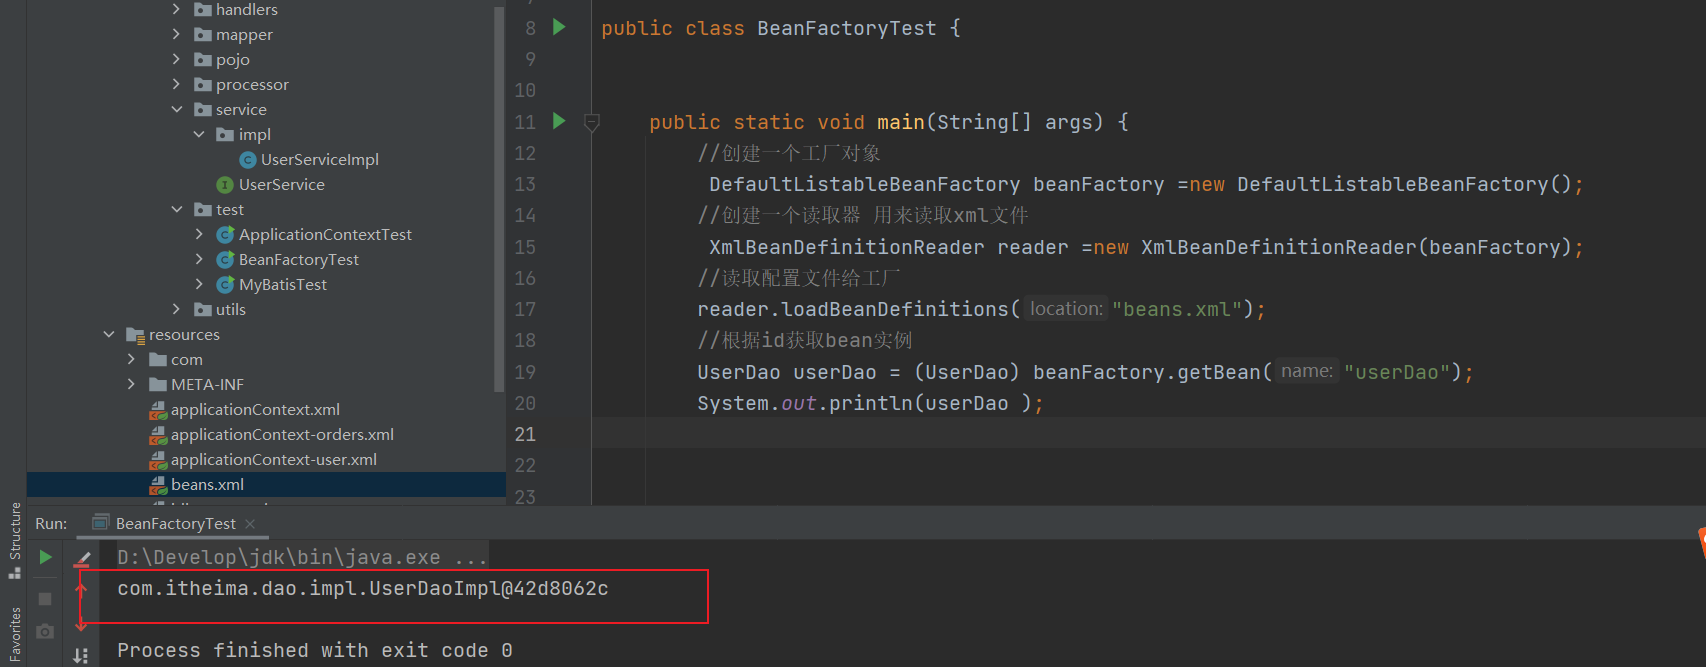 handlers
mapper
pojo
processor
service
impl
UserServiceImpl
UserService
test
ApplicationContextTest
BeanFactoryTest
MyBatisTest
utils
resources
com
META-INF
applicationContext.xml
applicationContext-orders.xml
applicationContext-user.xml
beans.xml
8 public class BeanFactoryTest {
9
10
11 public static void main(String[] args) {
12 //创建一个工厂对象
13 DefaultListableBeanFactory beanFactory =new DefaultListableBeanFactory();
14 //创建一个读取器 用来读取xml文件
15 XmlBeanDefinitionReader reader =new XmlBeanDefinitionReader(beanFactory);
16 //读取配置文件给工厂
17 reader.loadBeanDefinitions( location: "beans.xml");
18 //根据id获取bean实例
19 UserDao userDao = (UserDao) beanFactory.getBean( name: "userDao");
20 System.out.println(userDao );
21
22
23
Structure
Favorites
Run: BeanFactoryTest
D:\Develop\jdk\bin\java.exe ...
com.itheima.dao.impl.UserDaoImpl@42d8062c
Process finished with exit code 0